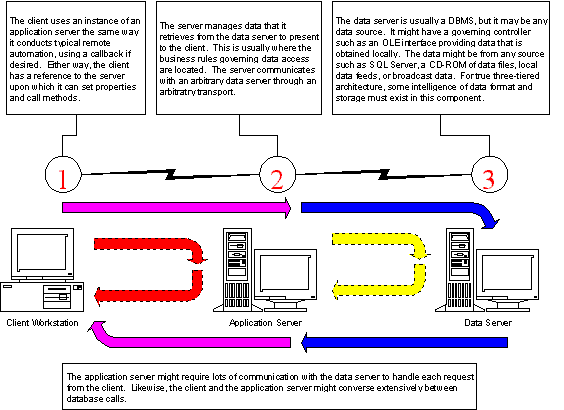 The client uses an instance of an
application server the same way
it conducts typical remote
automation, using a callback if
desired. Either way, the client
has a reference to the server
upon which it can set properties
and call methods.
The server manages data that it
retrieves from the data server to present
to the client. This is usually where the
business rules governing data access
are located. The server communicates
with an arbitrary data server through an
arbitratry transport.
The data server is usually a DBMS, but it may be any
data source. It might have a governing controller
such as an OLE interface providing data that is
obtained locally. The data might be from any source
such as SQL Server, a CD-ROM of data files, local
data feeds, or broadcast data. For true three-tiered
architecture, some intelligence of data format and
storage must exist in this component.
1
2
3
Client Workstation
Application Server
Data Server
The application server might require lots of communication with the data server to handle each request
from the client. Likewise, the client and the application server might converse extensively between
database calls.